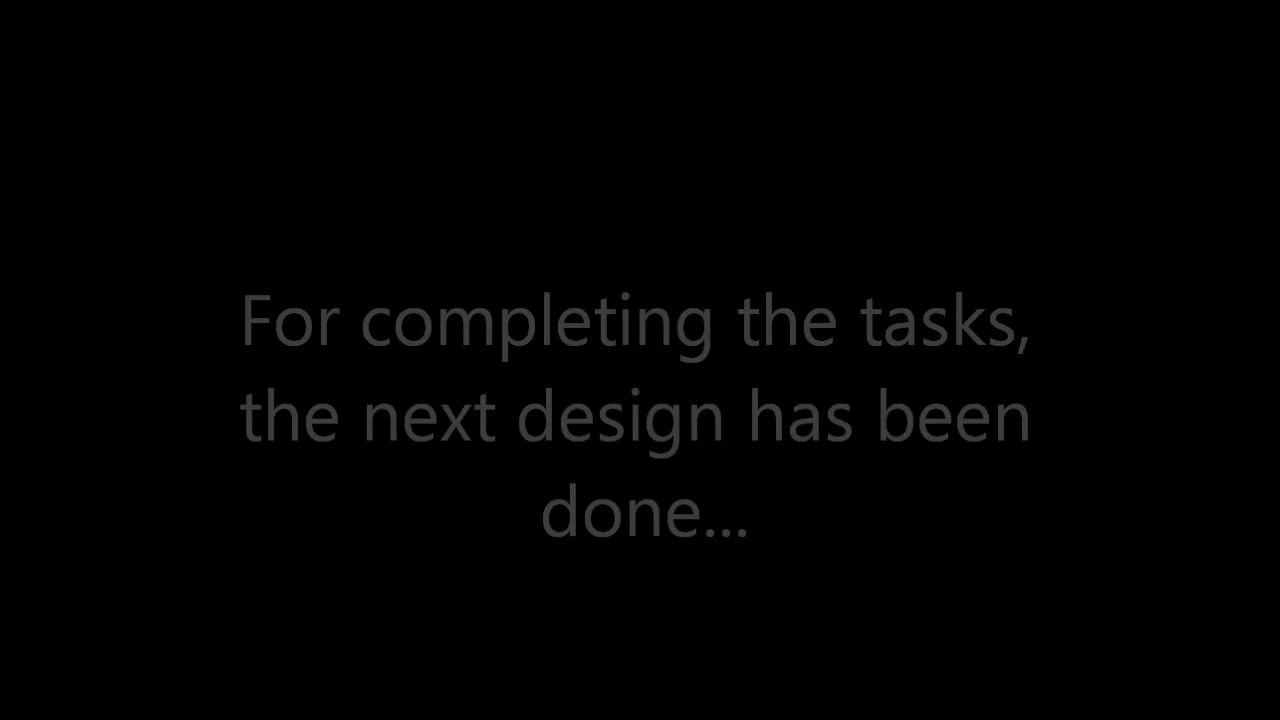 For completing the tasks,
the next design has been
done...